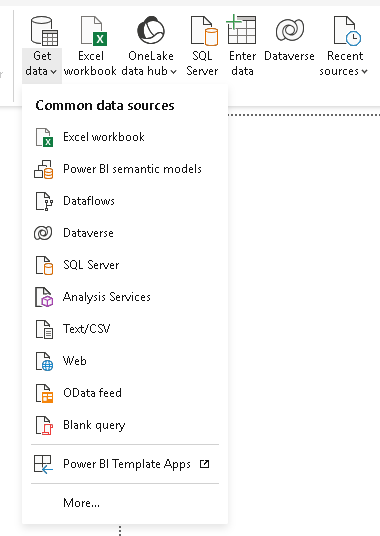 Get
data
Excel
workbook
OneLake
data hub
SQL
Server
Enter
data
Dataverse
Recent
sources
Common data sources
Excel workbook
Power BI semantic models
Dataflows
Dataverse
SQL Server
Analysis Services
Text/CSV
Web
OData feed
Blank query
Power BI Template Apps
More...